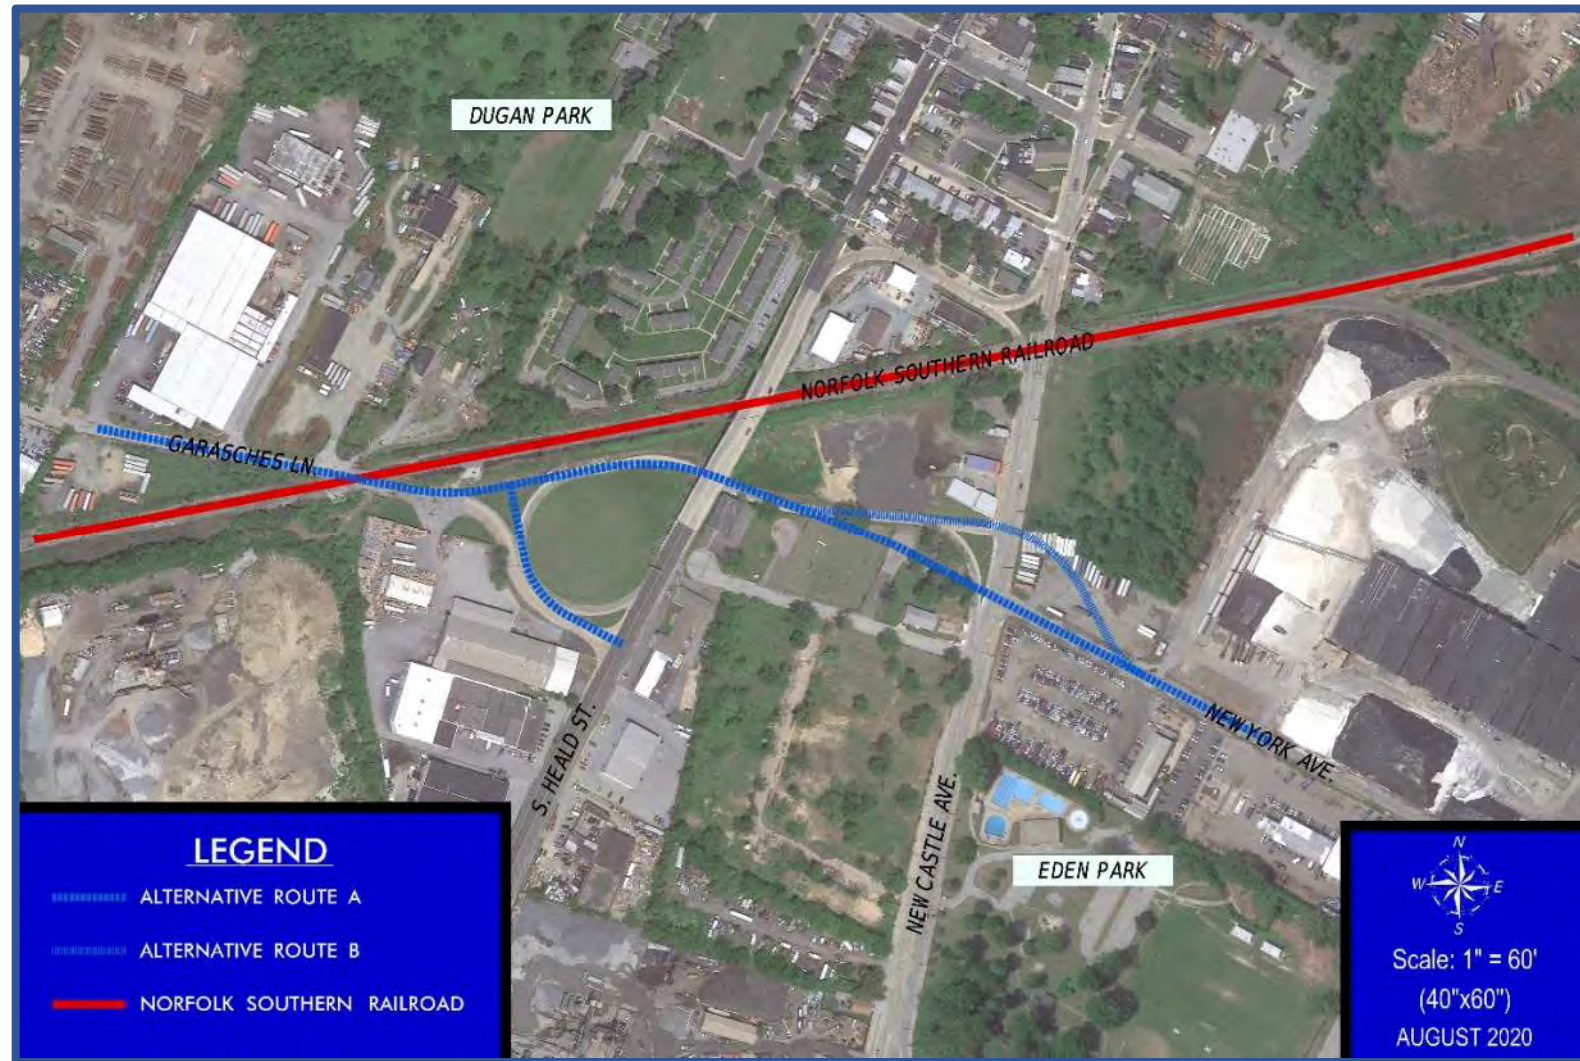 DUGAN PARK
NORFOLK SOUTHERN RAILROAD
GARASCHES LN.
NEW YORK AVE.
S. HEALD ST.
NEW CASTLE AVE.
EDEN PARK
LEGEND
ALTERNATIVE ROUTE A
ALTERNATIVE ROUTE B
NORFOLK SOUTHERN RAILROAD
N
W E
S
Scale: 1" = 60'
(40"x60")
AUGUST 2020